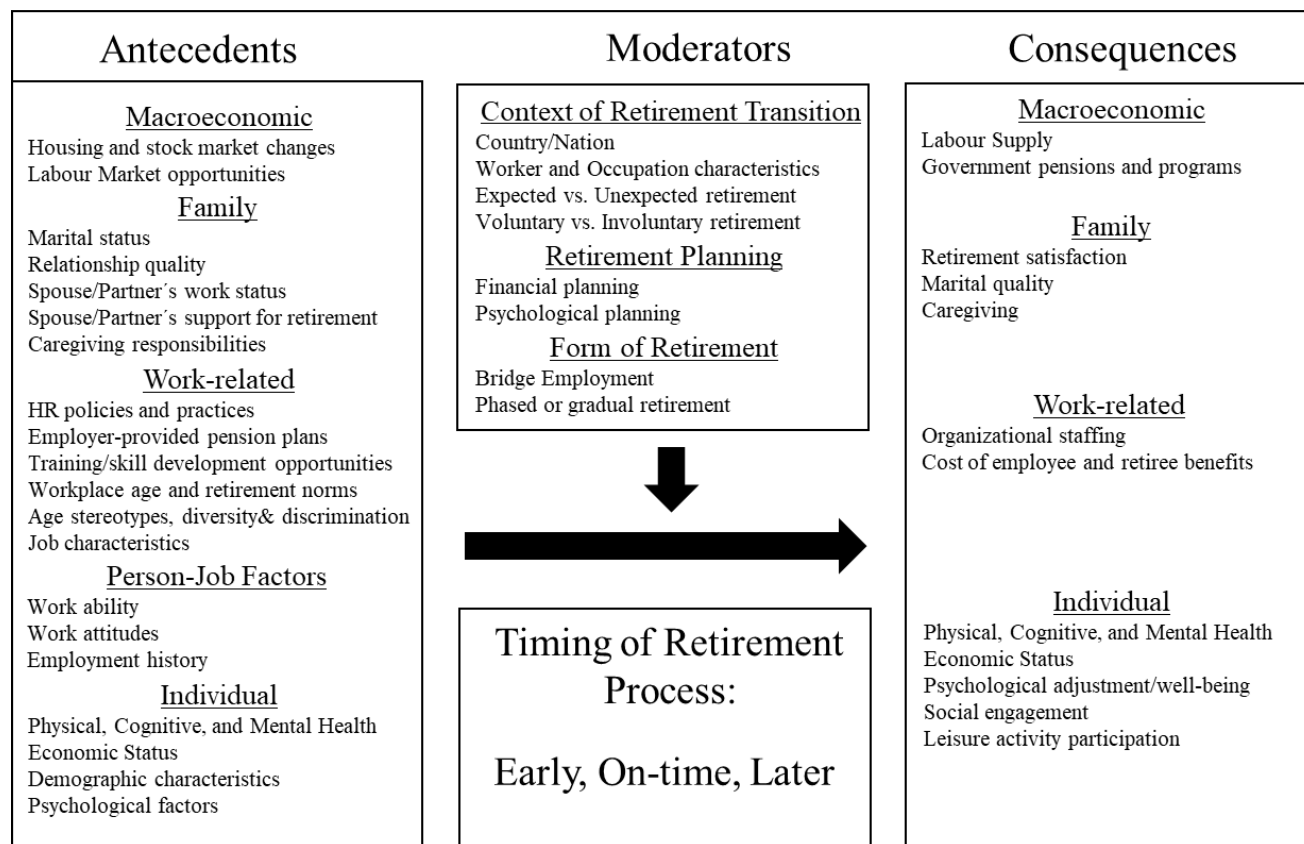 Antecedents
Macroeconomic
Housing and stock market changes
Labour Market opportunities
Family
Marital status
Relationship quality
Spouse/Partner´s work status
Spouse/Partner´s support for retirement
Caregiving responsibilities
Work-related
HR policies and practices
Employer-provided pension plans
Training/skill development opportunities
Workplace age and retirement norms
Age stereotypes, diversity& discrimination
Job characteristics
Person-Job Factors
Work ability
Work attitudes
Employment history
Individual
Physical, Cognitive, and Mental Health
Economic Status
Demographic characteristics
Psychological factors
Moderators
Context of Retirement Transition
Country/Nation
Worker and Occupation characteristics
Expected vs. Unexpected retirement
Voluntary vs. Involuntary retirement
Retirement Planning
Financial planning
Psychological planning
Form of Retirement
Bridge Employment
Phased or gradual retirement
Timing of Retirement
Process:
Early, On-time, Later
Consequences
Macroeconomic
Labour Supply
Government pensions and programs
Family
Retirement satisfaction
Marital quality
Caregiving
Work-related
Organizational staffing
Cost of employee and retiree benefits
Individual
Physical, Cognitive, and Mental Health
Economic Status
Psychological adjustment/well-being
Social engagement
Leisure activity participation